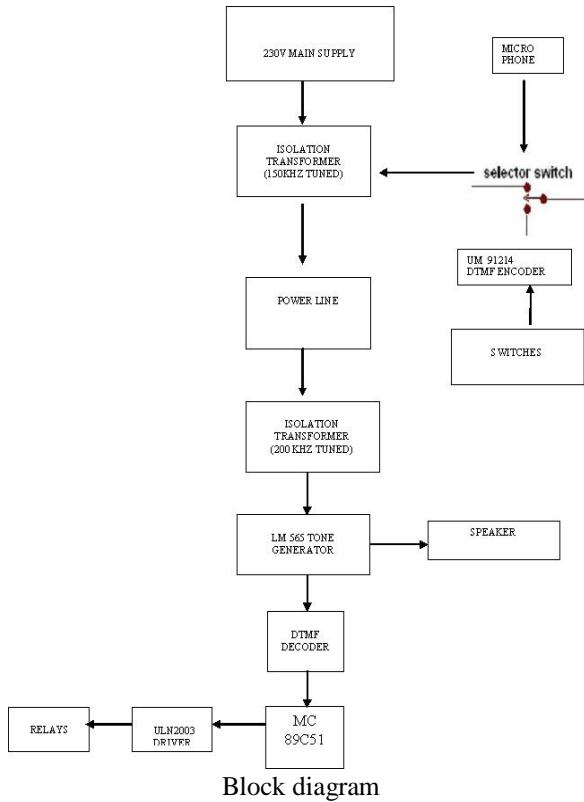 230V MAIN SUPPLY
MICRO
PHONE
ISOLATION
TRANSFORMER
(150KHZ TUNED)
selector switch
UM 91214
DTMF ENCODER
POWER LINE
SWITCHES
ISOLATION
TRANSFORMER
(200 KHZ TUNED)
LM 565 TONE
GENERATOR
SPEAKER
DTMF
DECODER
RELAYS
ULN2003
DRIVER
MC
89C51
Block diagram